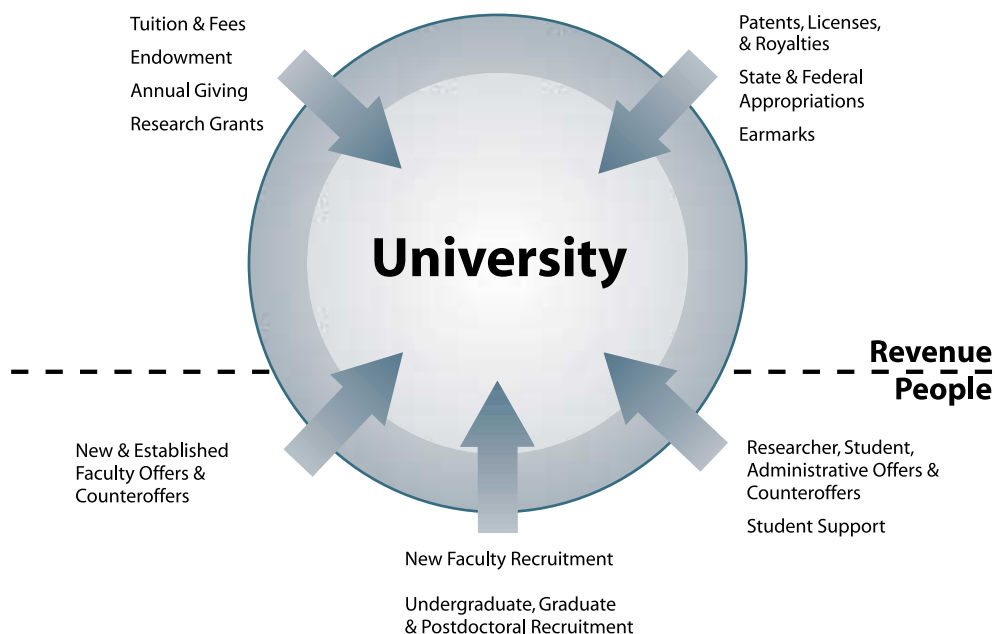 Tuition & Fees
Endowment
Annual Giving
Research Grants
Patents, Licenses,
& Royalties
State & Federal
Appropriations
Earmarks
University
Revenue
People
New & Established
Faculty Offers &
Counteroffers
Researcher, Student,
Administrative Offers &
Counteroffers
Student Support
New Faculty Recruitment
Undergraduate, Graduate
& Postdoctoral Recruitment